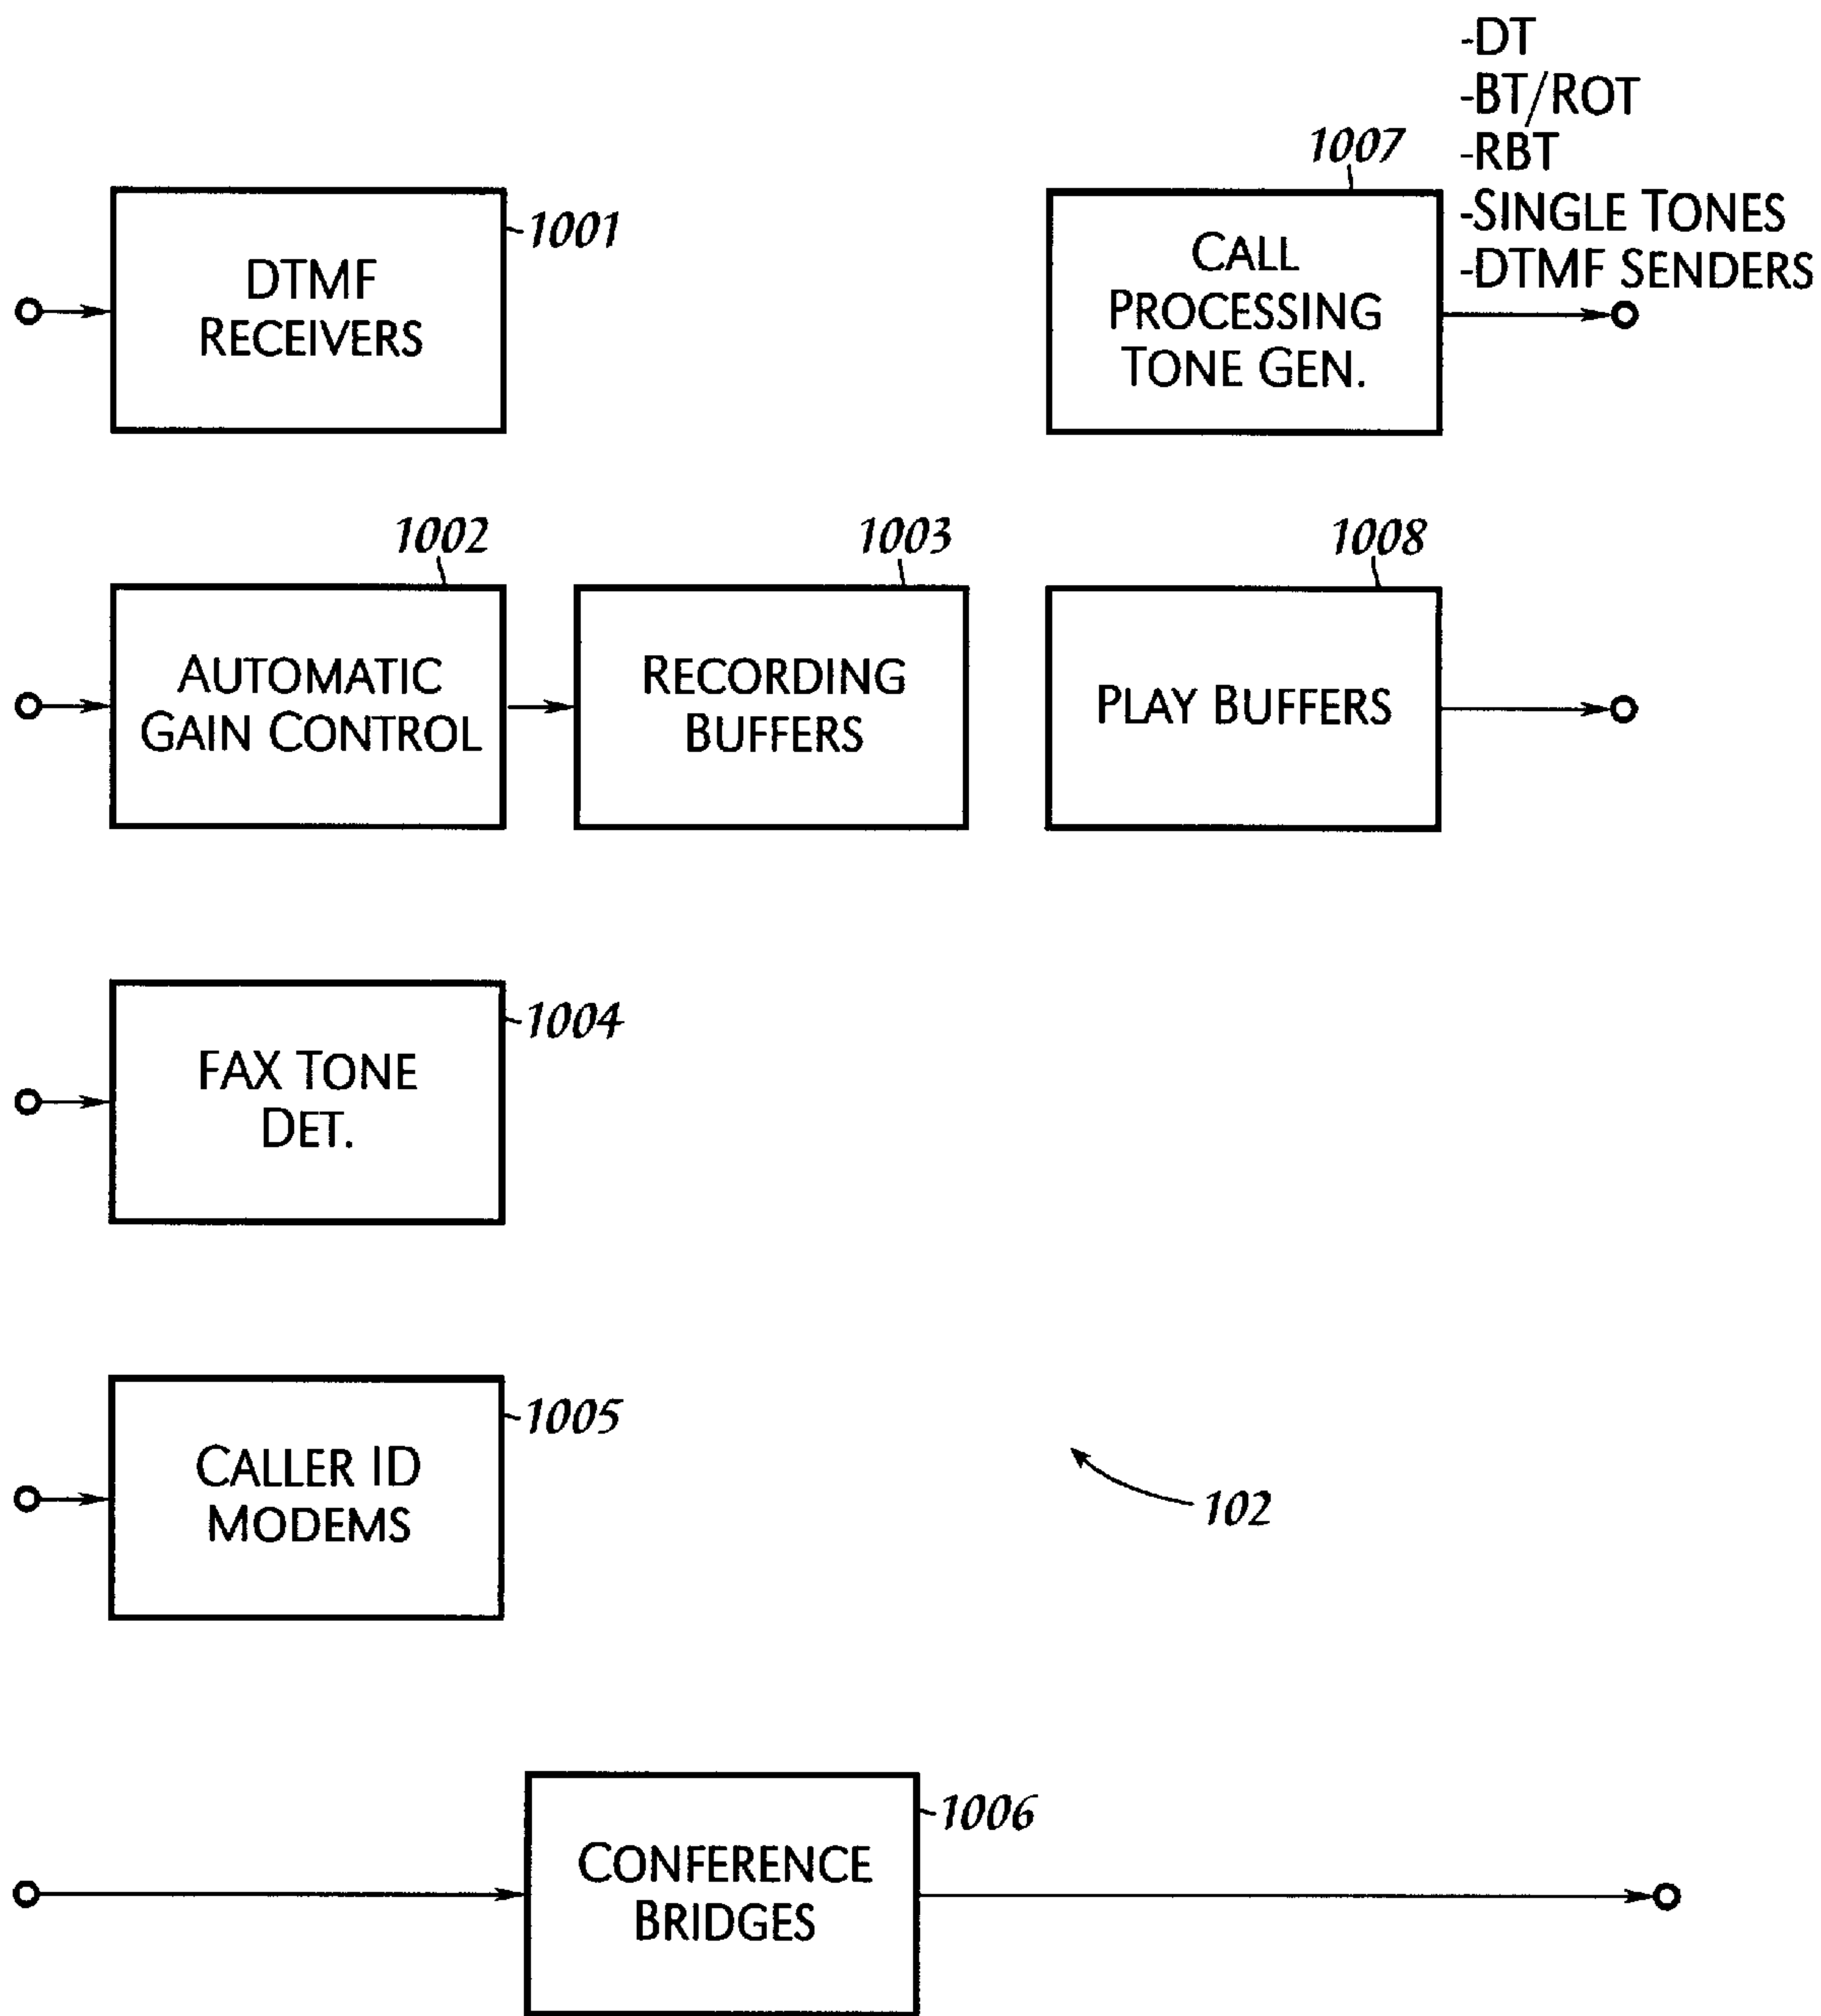 -DT
-BT/ROT
-RBT
-SINGLE TONES
-DTMF SENDERS
1007
1001
DTMF
RECEIVERS
CALL
PROCESSING
TONE GEN.
1002
1003
1008
AUTOMATIC
GAIN CONTROL
RECORDING
BUFFERS
PLAY BUFFERS
1004
FAX TONE
DET.
1005
CALLER ID
MODEMS
102
1006
CONFERENCE
BRIDGES